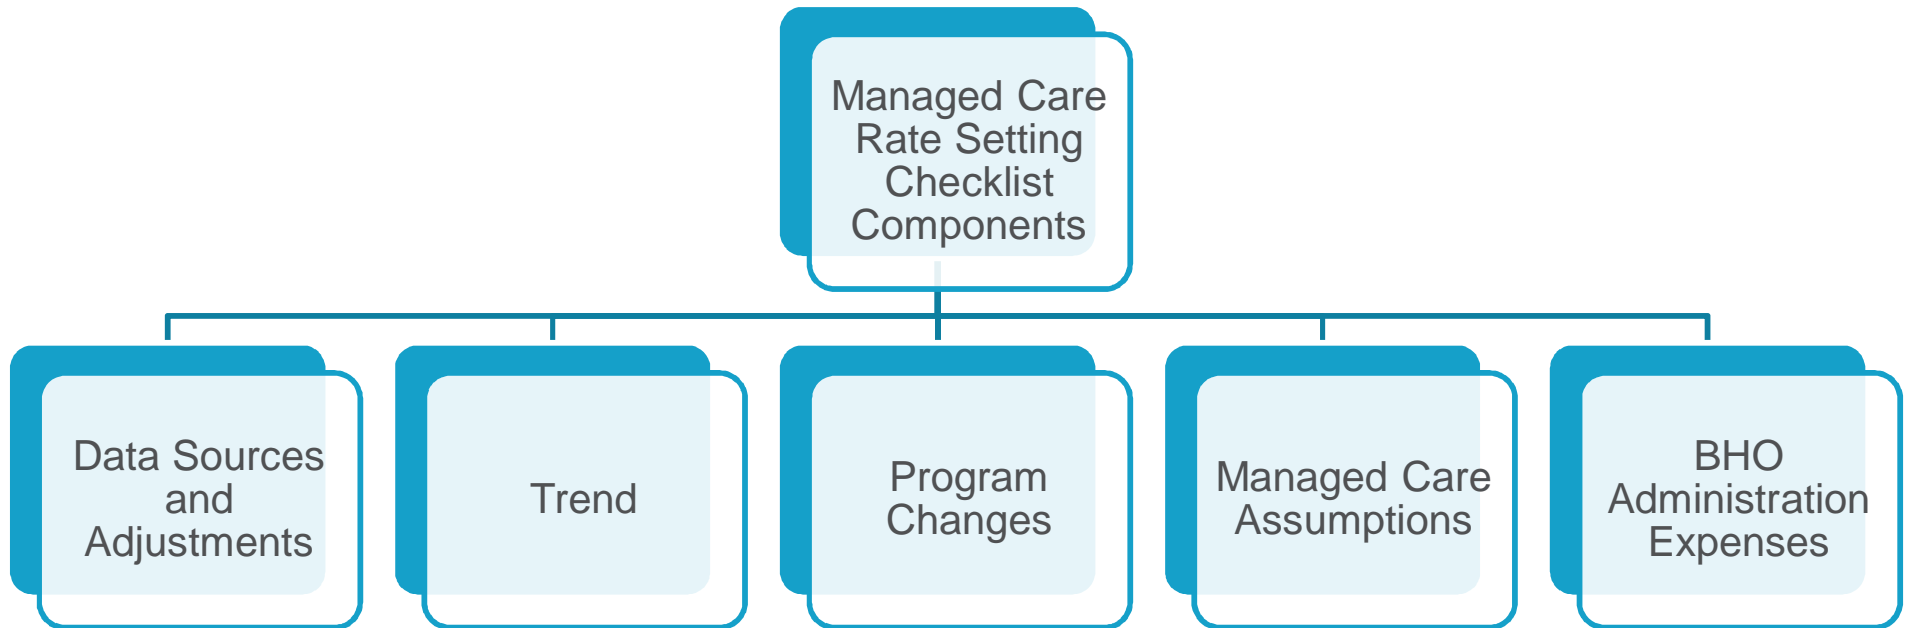 Managed Care
Rate Setting
Checklist
Components
Data Sources
and
Adjustments
Trend
Program
Changes
Managed Care
Assumptions
BHO
Administration
Expenses